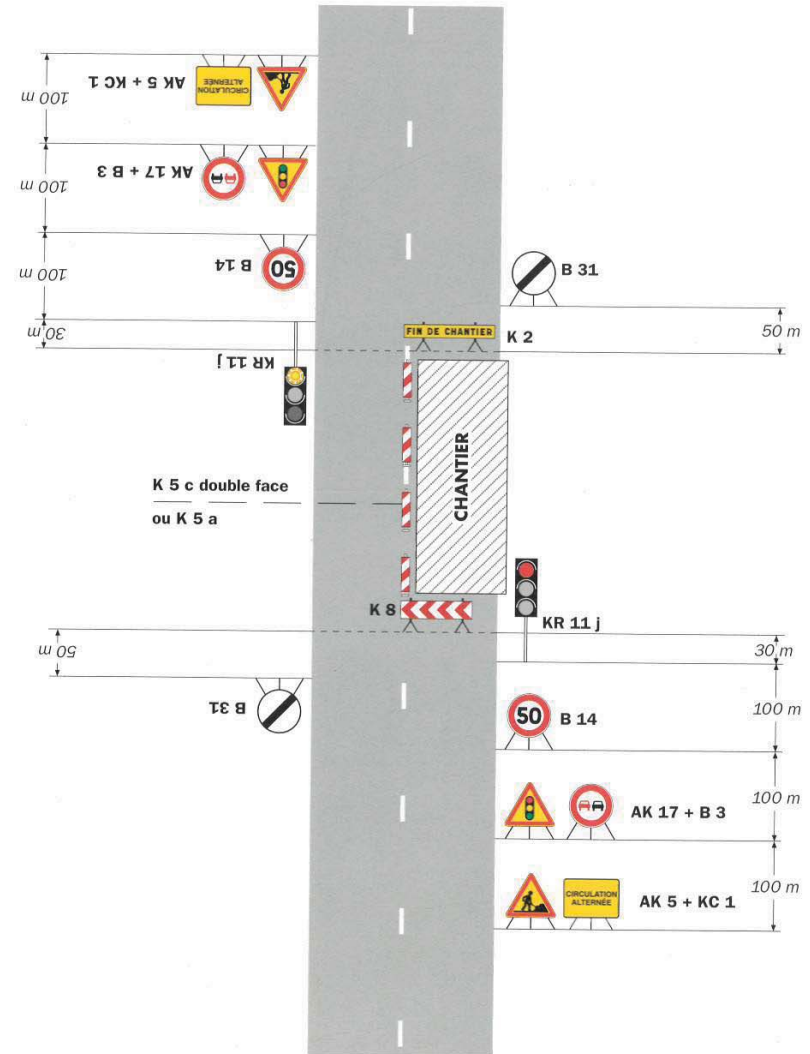 AK 5 + KC 1
CIRCULATION
ALTERNÉE
100 m
AK 17 + B 3
100 m
B 14
50
100 m
30 m
KR 11 j
B 31
FIN DE CHANTIER
K 2
50 m
K 5 c double face
ou K 5 a
CHANTIER
K 8
KR 11 j
50 m
30 m
B 31
50
B 14
100 m
AK 17 + B 3
100 m
CIRCULATION
ALTERNÉE
AK 5 + KC 1
100 m